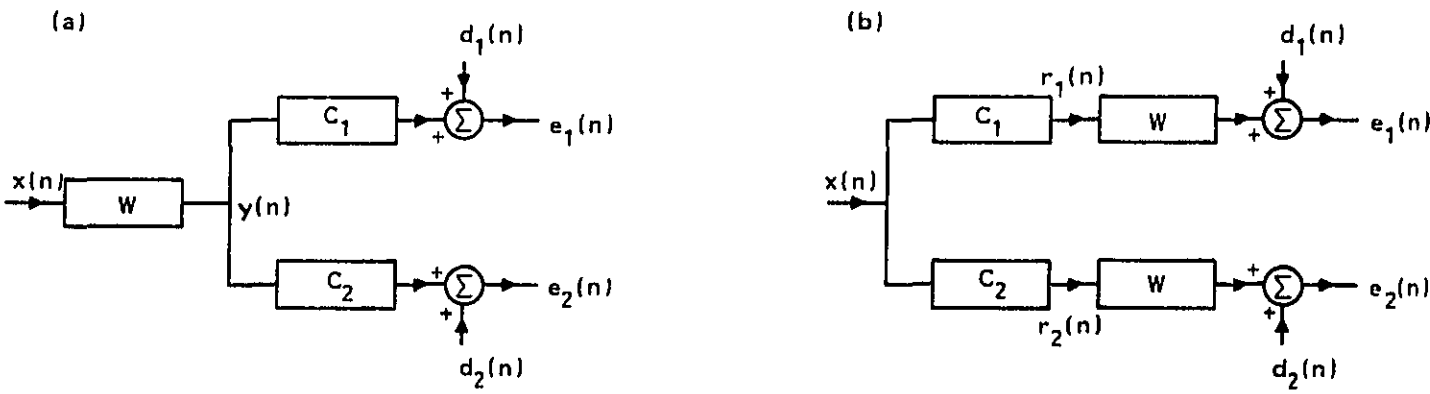 (a)
d₁(n)
+
C₁
+
Σ
e₁(n)
x(n)
W
y(n)
C₂
+
Σ
e₂(n)
+
d₂(n)
(b)
d₁(n)
r₁(n)
+
C₁
W
+
Σ
e₁(n)
x(n)
C₂
W
+
Σ
e₂(n)
+
r₂(n)
d₂(n)